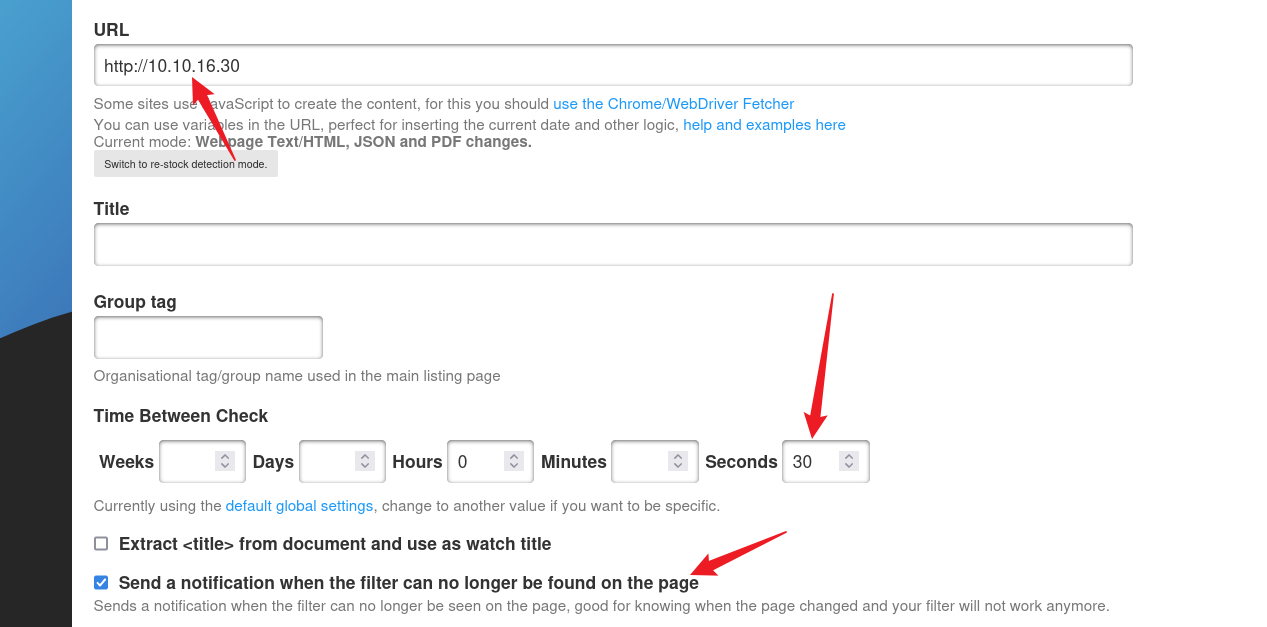 URL
http://10.10.16.30
Some sites use JavaScript to create the content, for this you should use the Chrome/WebDriver Fetcher
You can use variables in the URL, perfect for inserting the current date and other logic, help and examples here
Current mode: Webpage Text/HTML, JSON and PDF changes.
Switch to re-stock detection mode.
Title
Group tag
Organisational tag/group name used in the main listing page
Time Between Check
Weeks Days Hours 0 Minutes Seconds 30
Currently using the default global settings, change to another value if you want to be specific.
Extract <title> from document and use as watch title
Send a notification when the filter can no longer be found on the page
Sends a notification when the filter can no longer be seen on the page, good for knowing when the page changed and your filter will not work anymore.